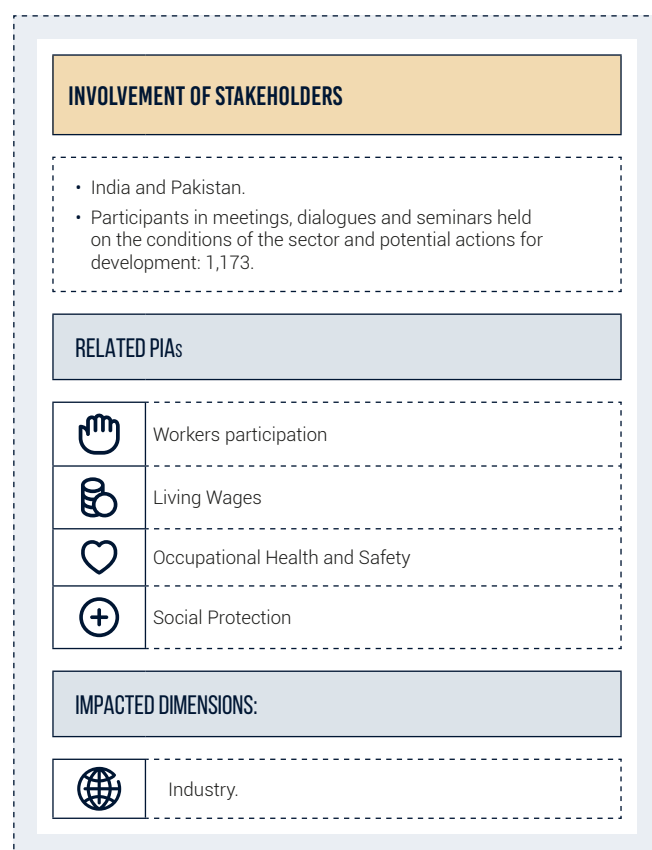 INVOLVEMENT OF STAKEHOLDERS
• India and Pakistan.
• Participants in meetings, dialogues and seminars held
on the conditions of the sector and potential actions for
development: 1,173.
RELATED PIAs
Workers participation
Living Wages
Occupational Health and Safety
Social Protection
IMPACTED DIMENSIONS:
Industry.